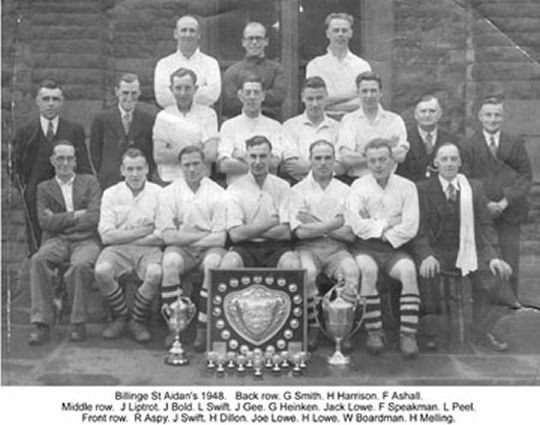 Billinge St Aidan's 1948. Back row. G Smith. H Harrison. F Ashall.
Middle row. J Liptrot. J Bold. L Swift. J Gee. G Heinken. Jack Lowe. F Speakman. L Peel.
Front row. R Aspy. J Swift. H Dillon. Joe Lowe. H Lowe. W Boardman. H Melling.